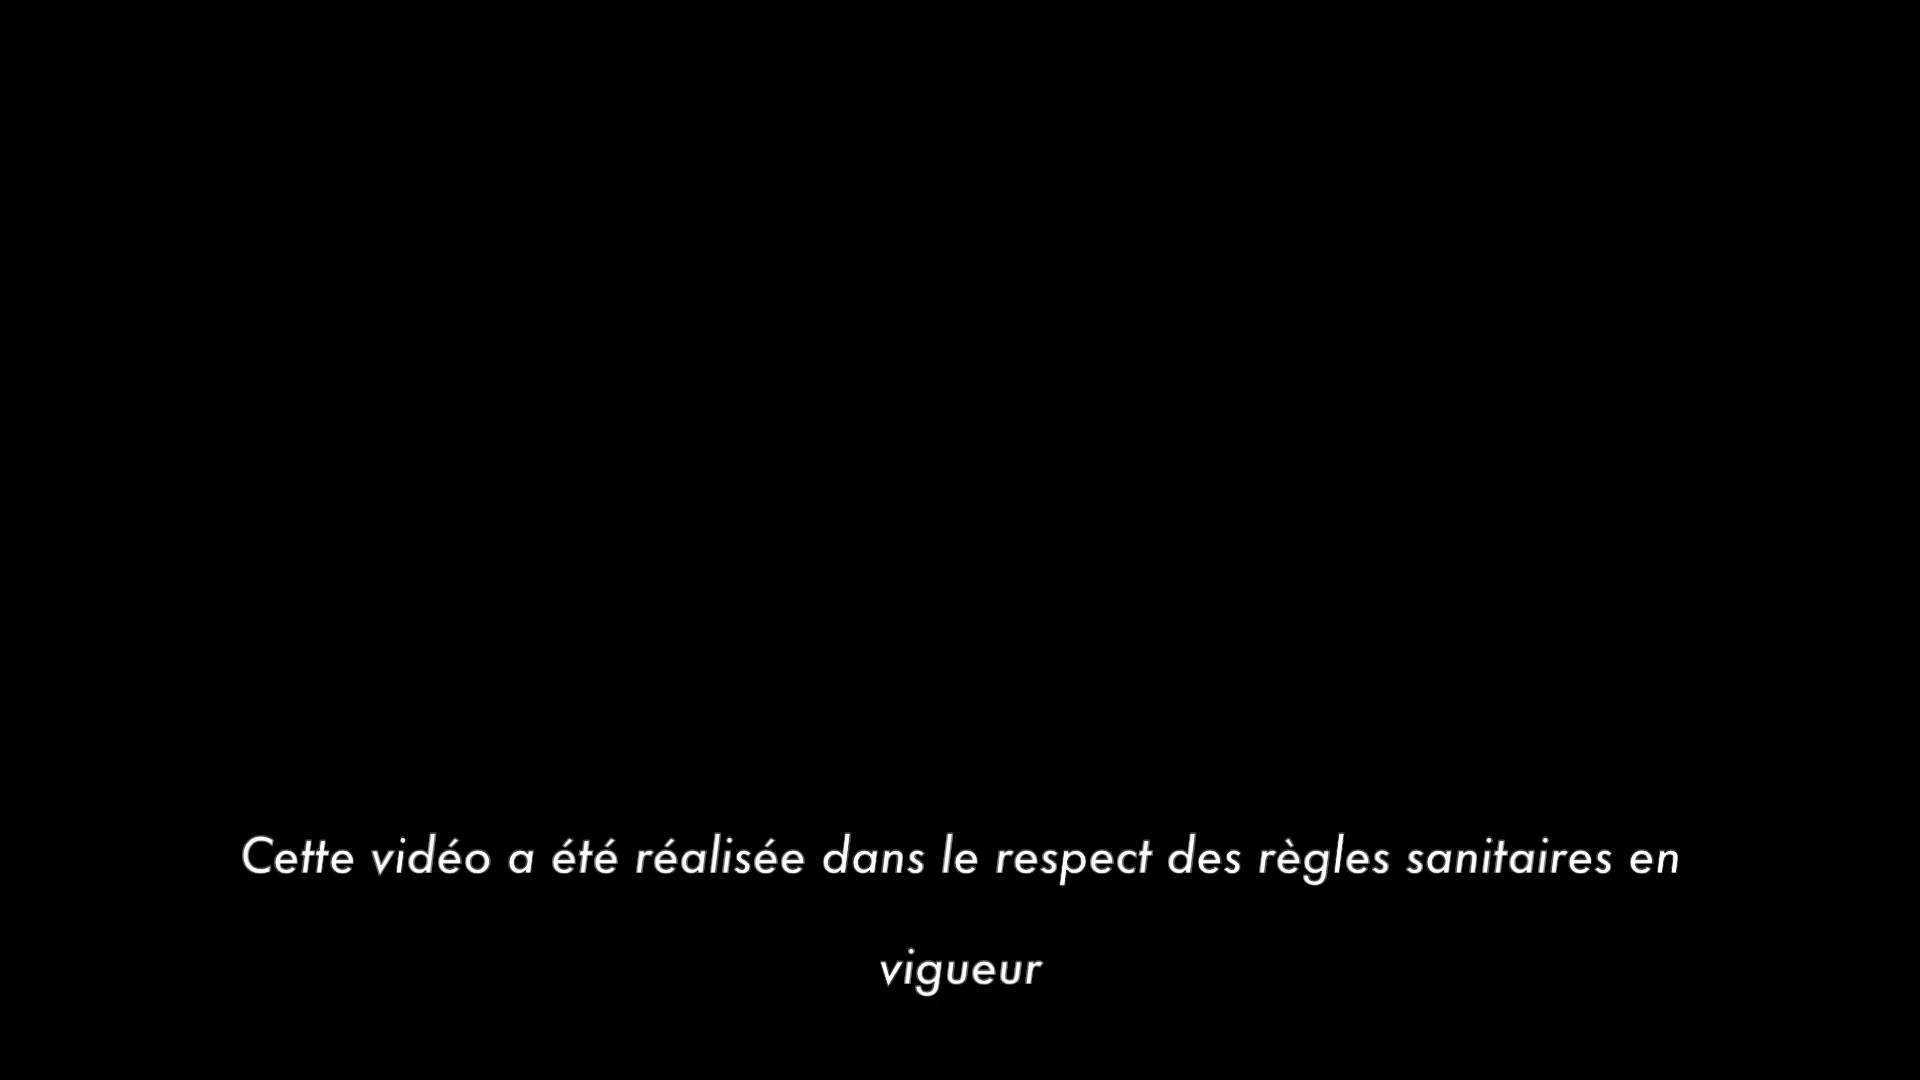 Cette vidéo a été réalisée dans le respect des règles sanitaires en
vigueur